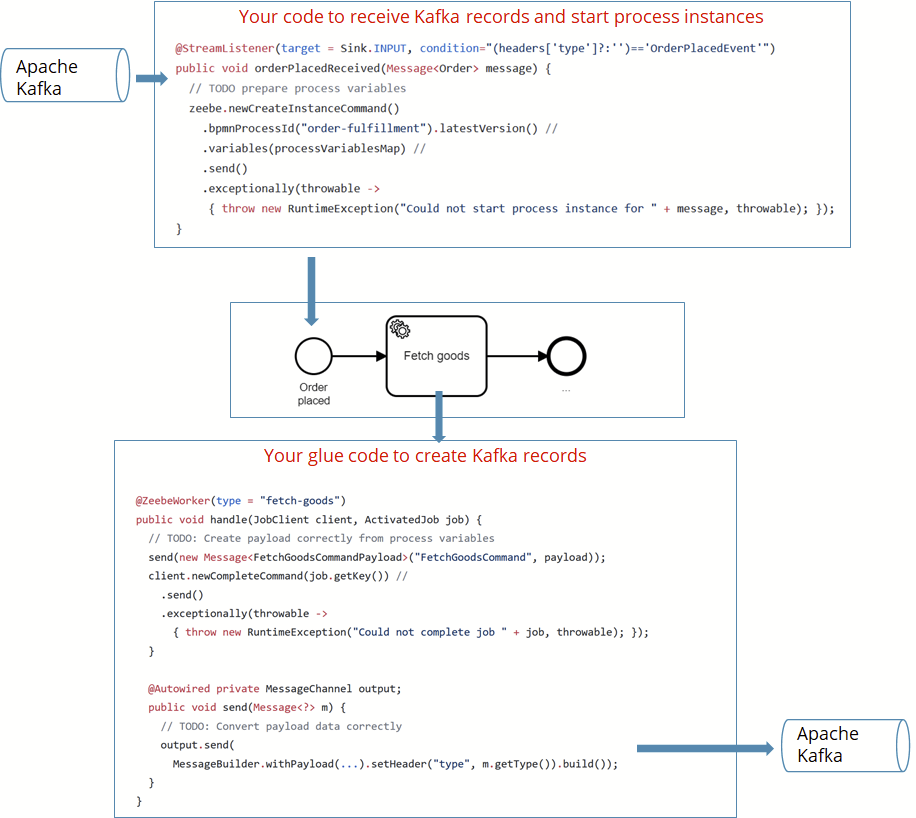 Your code to receive Kafka records and start process instances
Apache
Kafka
@StreamListener(target = Sink.INPUT, condition="(headers['type']?:'')=='OrderPlacedEvent'")
public void orderPlacedReceived(Message<Order> message) {
  // TODO prepare process variables
  zeebe.newCreateInstanceCommand()
    .bpmnProcessId("order-fulfillment").latestVersion() //
    .variables(processVariablesMap) //
    .send()
    .exceptionally(throwable ->
     { throw new RuntimeException("Could not start process instance for " + message, throwable); });
}
Fetch goods
Order
placed
...
Your glue code to create Kafka records
@ZeebeWorker(type = "fetch-goods")
public void handle(JobClient client, ActivatedJob job) {
  // TODO: Create payload correctly from process variables
  send(new Message<FetchGoodsCommandPayload>("FetchGoodsCommand", payload));
  client.newCompleteCommand(job.getKey()) //
    .send()
    .exceptionally(throwable ->
      { throw new RuntimeException("Could not complete job " + job, throwable); });
  }
  @Autowired private MessageChannel output;
  public void send(Message<?> m) {
    // TODO: Convert payload data correctly
    output.send(
      MessageBuilder.withPayload(...).setHeader("type", m.getType()).build());
  }
}
Apache
Kafka